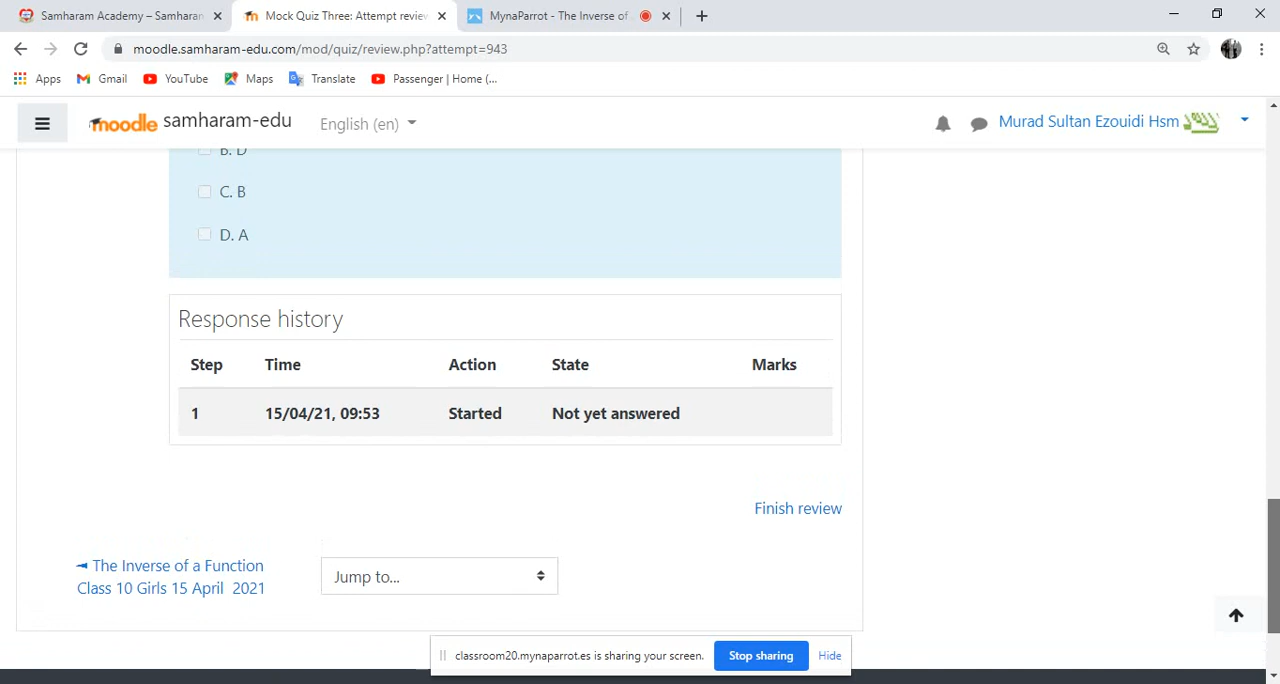 Samharam Academy – Samharan
Mock Quiz Three: Attempt review
MynaParrot - The Inverse of
moodle.samharam-edu.com/mod/quiz/review.php?attempt=943
Apps Gmail YouTube Maps Translate Passenger | Home (...
moodle samharam-edu English (en) Murad Sultan Ezouidi Hsm
B. D
C. B
D. A
Response history
Step Time Action State Marks
1 15/04/21, 09:53 Started Not yet answered
Finish review
◄ The Inverse of a Function
Class 10 Girls 15 April 2021
Jump to...
classroom20.mynaparrot.es is sharing your screen. Stop sharing Hide